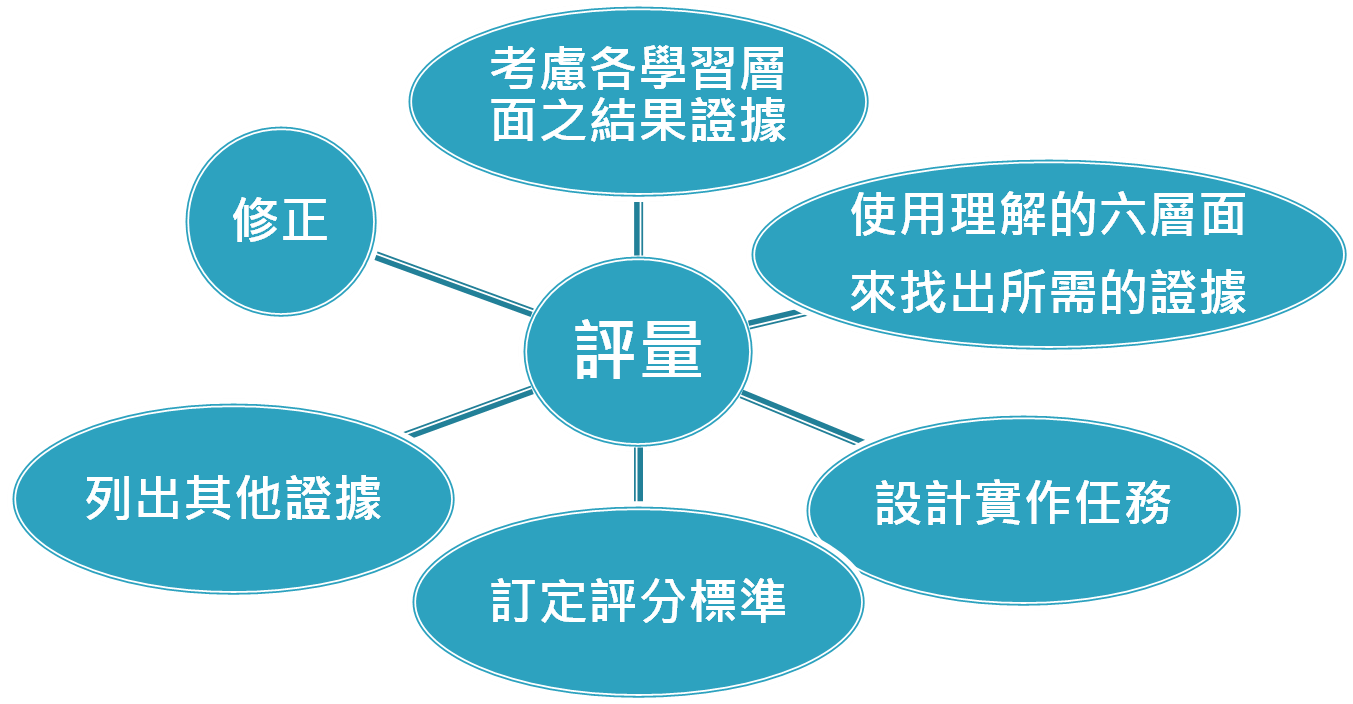 考慮各學習層
面之結果證據
修正
使用理解的六層面
來找出所需的證據
評量
列出其他證據
設計實作任務
訂定評分標準